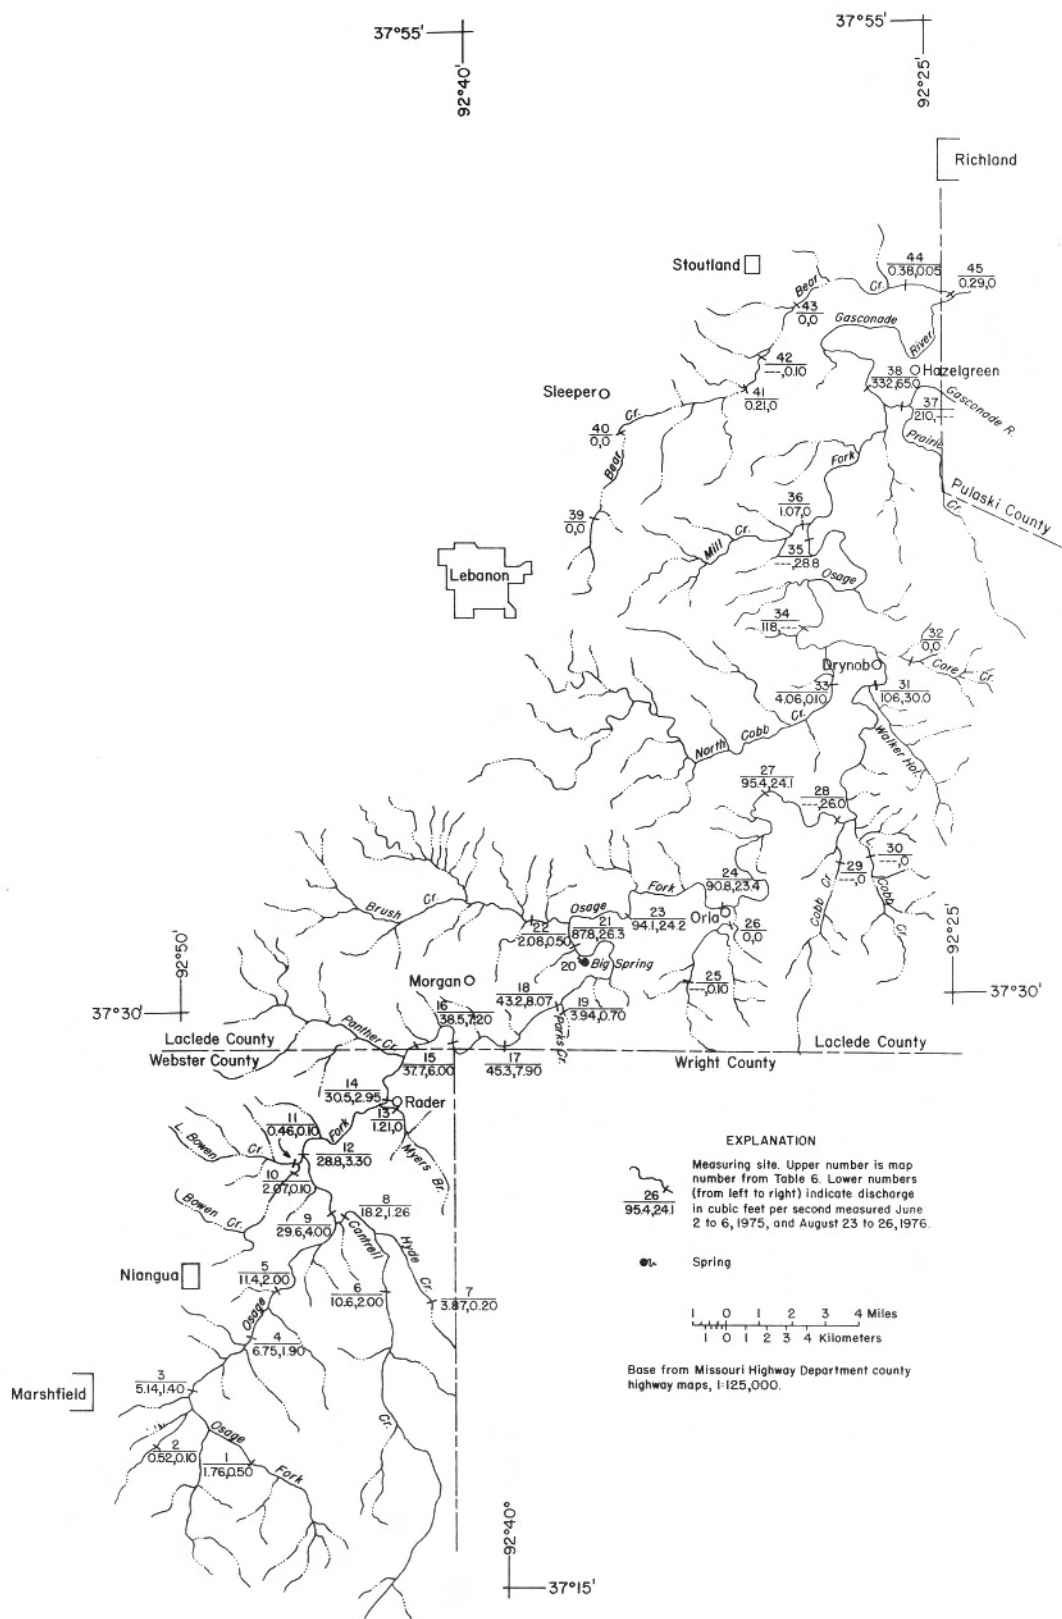 37°55'
92°40'
37°55'
92°25'
Richland
Stoutland
44
0.38,0.05
45
0.29,0
Bear
Cr.
43
0,0
Gasconade
River
42
---,0.10
38
332,65.0
Hazelgreen
Sleeper
41
0.21,0
37
210,---
Gasconade R.
Cr.
40
0,0
Bear
Prairie
Fork
Pulaski County
Cr.
36
1.07,0
39
0,0
Cr.
Mill
35
---,28.8
Lebanon
Osage
34
118,---
32
0,0
Drynob
Core
Cr.
33
4.06,0.10
31
106,30.0
Cr.
Cobb
North
Walker Hol.
27
95.4,24.1
28
---,26.0
30
---,0
29
---,0
24
90.8,23.4
Fork
Cr.
Cobb
Cobb
Cr.
Brush
Cr.
Osage
23
94.1,24.2
Orla
26
0,0
22
2.08,0.50
21
87.8,26.3
92°50'
92°25'
20
Big Spring
25
---,0.10
Morgan
18
43.2,8.07
19
3.94,0.70
37°30'
37°30'
16
38.5,7.20
Panther Cr.
Parks Cr.
Laclede County
Webster County
15
37.7,6.00
17
45.3,7.90
Wright County
Laclede County
14
30.5,2.95
Rader
13
1.21,0
11
0.46,0.10
Fork
L. Bowen
Cr.
12
28.8,3.30
Myers Br.
10
2.07,0.10
Bowen
Cr.
8
18.2,1.26
9
29.6,4.00
Cantrell
Hyde
Cr.
Niangua
5
11.4,2.00
6
10.6,2.00
7
3.87,0.20
Osage
4
6.75,1.90
3
5.14,1.40
Marshfield
Cr.
Osage
Fork
2
0.52,0.10
1
1.76,0.50
92°40°
37°15'
EXPLANATION
Measuring site. Upper number is map
number from Table 6. Lower numbers
(from left to right) indicate discharge
in cubic feet per second measured June
2 to 6, 1975, and August 23 to 26, 1976.
26
95.4,24.1
Spring
1 0 1 2 3 4 Miles
1 0 1 2 3 4 Kilometers
Base from Missouri Highway Department county
highway maps, 1:125,000.